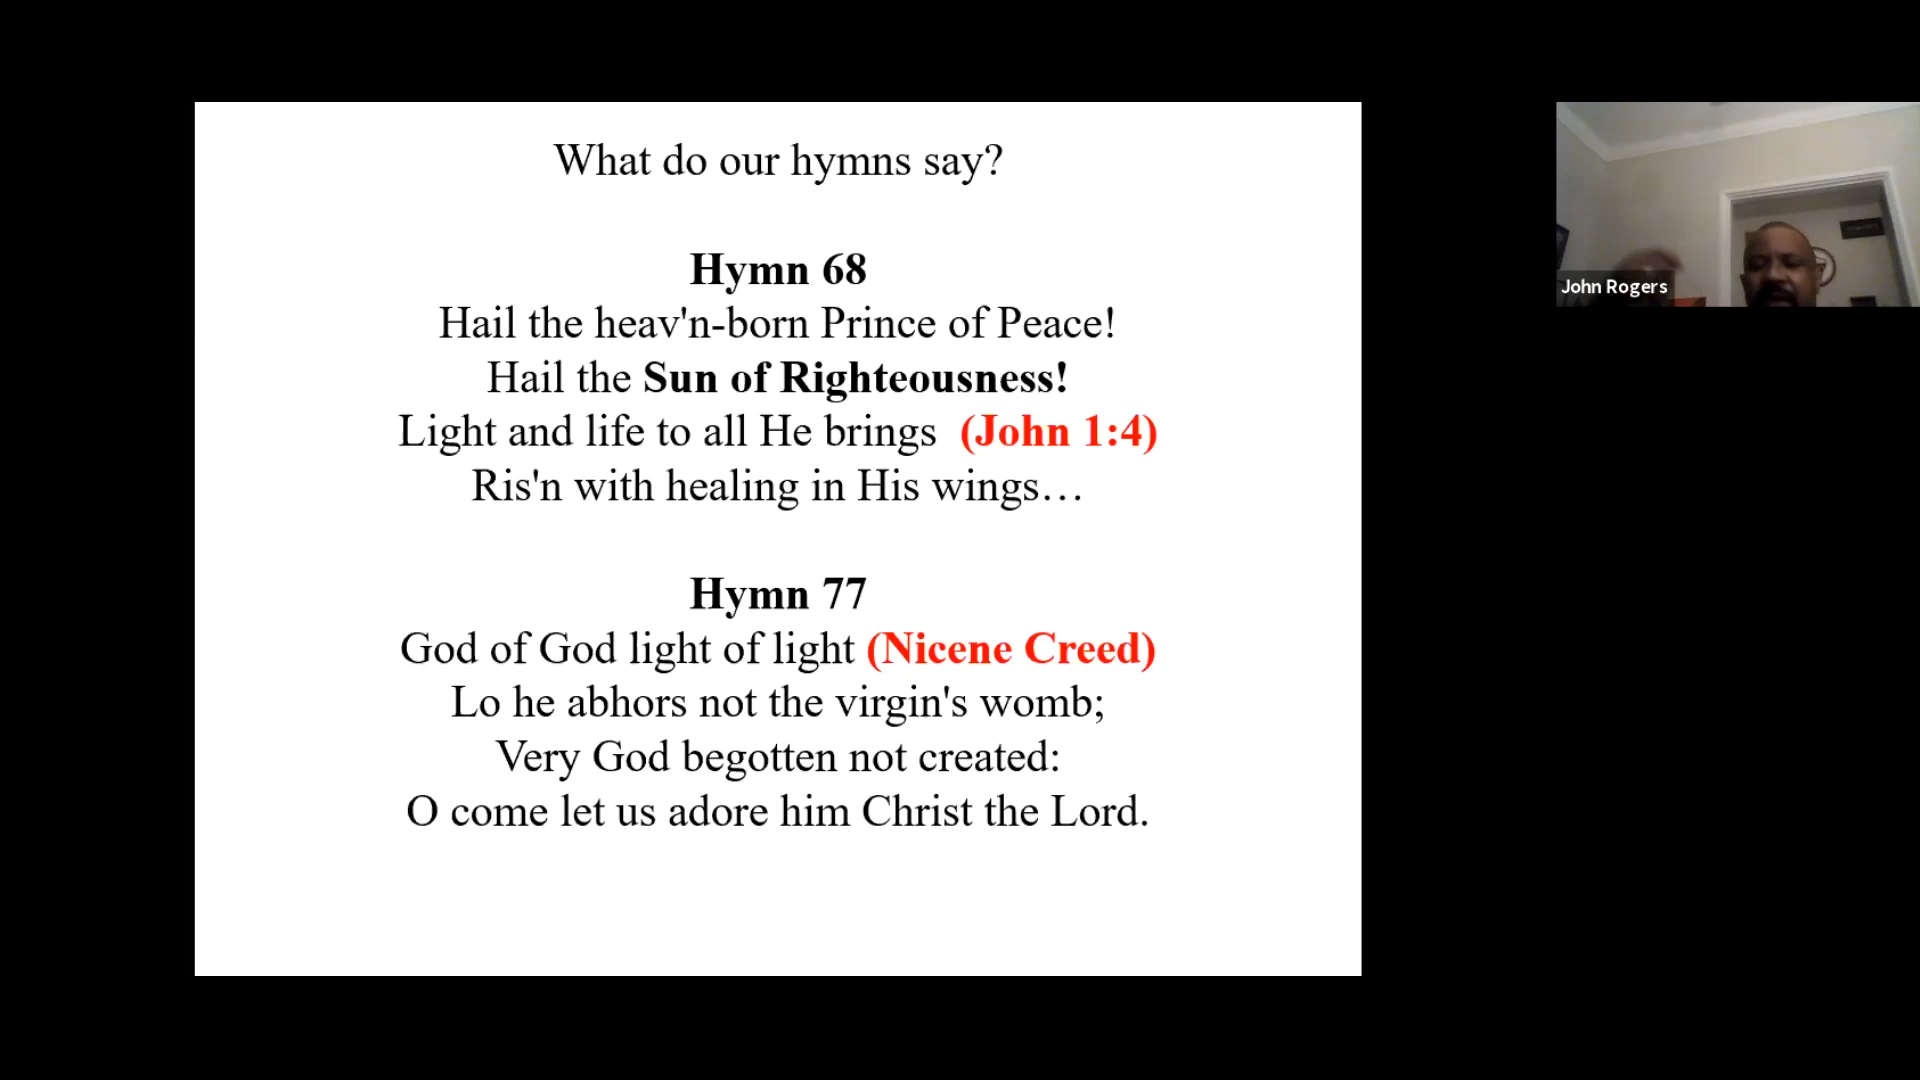 What do our hymns say?
Hymn 68
Hail the heav'n-born Prince of Peace!
Hail the Sun of Righteousness!
Light and life to all He brings (John 1:4)
Ris'n with healing in His wings…
Hymn 77
God of God light of light (Nicene Creed)
Lo he abhors not the virgin's womb;
Very God begotten not created:
O come let us adore him Christ the Lord.
John Rogers